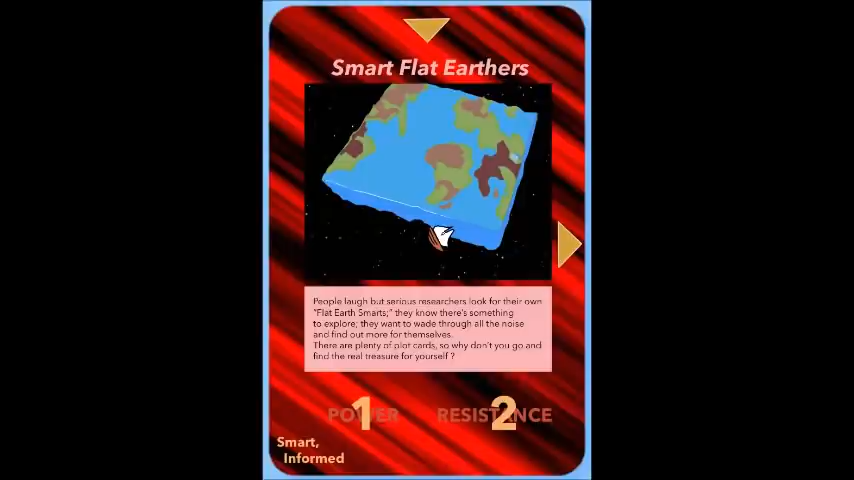 Smart Flat Earthers
People laugh but serious researchers look for their own
"Flat Earth Smarts;" they know there's something
to explore; they want to wade through all the noise
and find out more for themselves.
There are plenty of plot cards, so why don't you go and
find the real treasure for yourself ?
POWER 1 RESISTANCE 2
Smart,
Informed